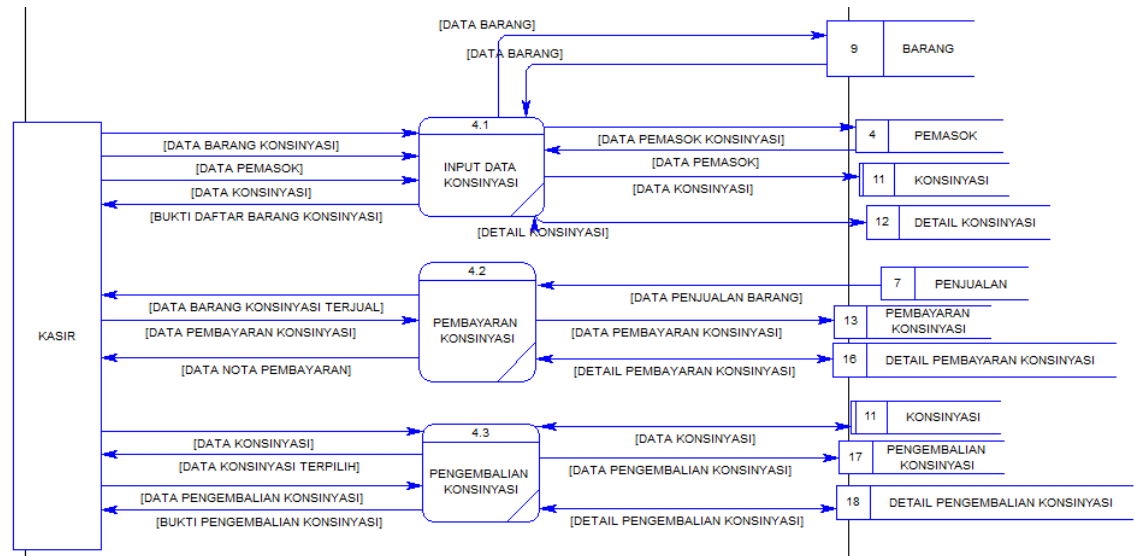 [DATA BARANG]
[DATA BARANG]
9
BARANG
4.1
INPUT DATA
KONSINYASI
[DATA BARANG KONSINYASI]
[DATA PEMASOK]
[DATA KONSINYASI]
[BUKTI DAFTAR BARANG KONSINYASI]
[DATA PEMASOK KONSINYASI]
[DATA PEMASOK]
[DATA KONSINYASI]
[DETAIL KONSINYASI]
4
PEMASOK
11
KONSINYASI
12
DETAIL KONSINYASI
KASIR
4.2
PEMBAYARAN
KONSINYASI
[DATA BARANG KONSINYASI TERJUAL]
[DATA PEMBAYARAN KONSINYASI]
[DATA NOTA PEMBAYARAN]
[DATA PENJUALAN BARANG]
[DATA PEMBAYARAN KONSINYASI]
[DETAIL PEMBAYARAN KONSINYASI]
7
PENJUALAN
13
PEMBAYARAN
KONSINYASI
16
DETAIL PEMBAYARAN KONSINYASI
4.3
PENGEMBALIAN
KONSINYASI
[DATA KONSINYASI]
[DATA KONSINYASI TERPILIH]
[DATA PENGEMBALIAN KONSINYASI]
[BUKTI PENGEMBALIAN KONSINYASI]
[DATA KONSINYASI]
[DATA PENGEMBALIAN KONSINYASI]
[DETAIL PENGEMBALIAN KONSINYASI]
11
KONSINYASI
17
PENGEMBALIAN
KONSINYASI
18
DETAIL PENGEMBALIAN KONSINYASI